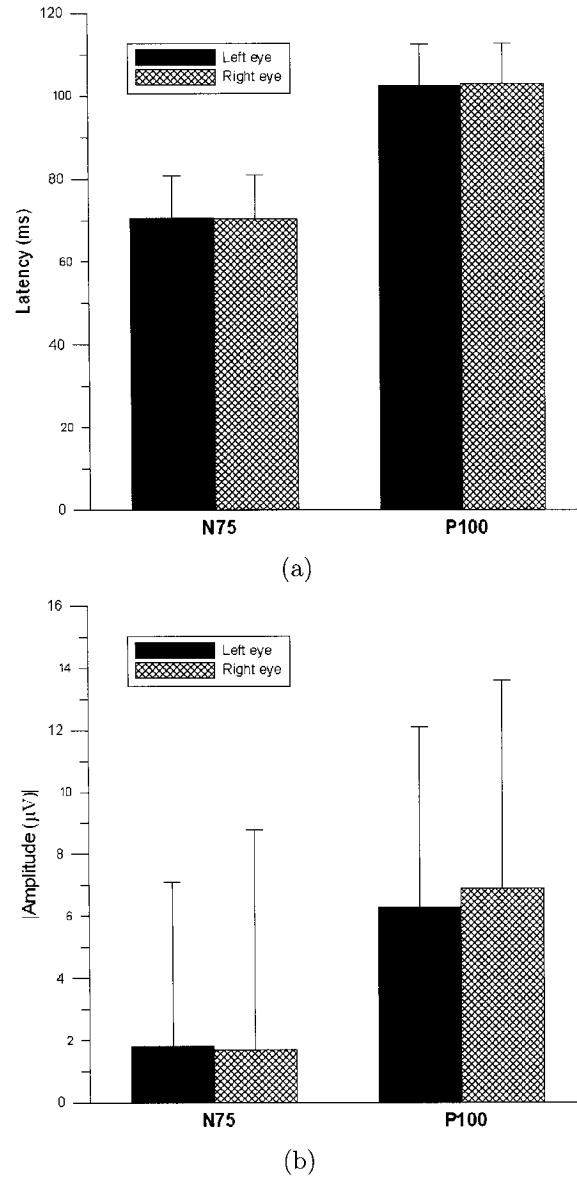 120
100
80
60
40
20
0
Latency (ms)
Left eye
Right eye
N75 P100
(a)
16
14
12
10
8
6
4
2
0
|Amplitude (μV)|
Left eye
Right eye
N75 P100
(b)